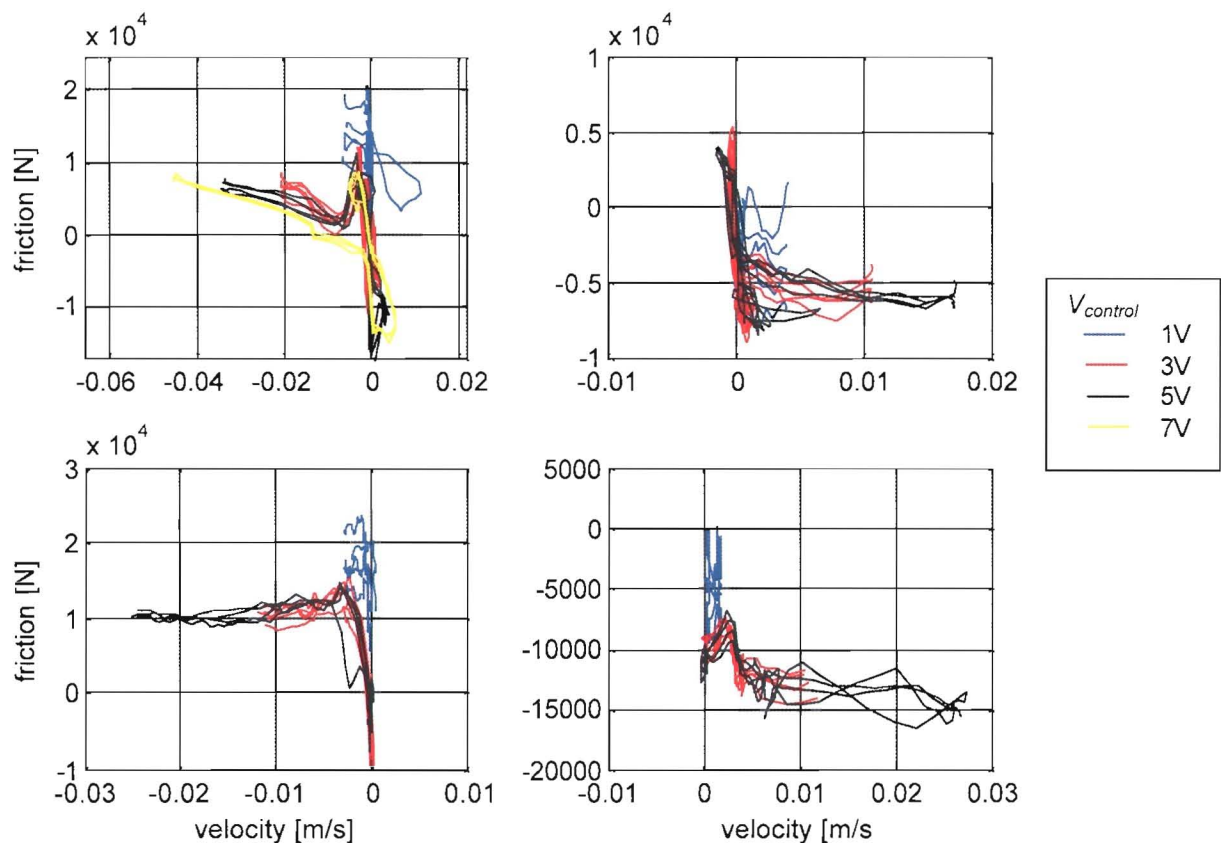 x 10^4
x 10^4
friction [N]
2
1
0
-1
-0.06 -0.04 -0.02 0 0.02
1
0.5
0
-0.5
-1
-0.01 0 0.01 0.02
V_control
1V
3V
5V
7V
x 10^4
friction [N]
3
2
1
0
-1
-0.03 -0.02 -0.01 0 0.01
velocity [m/s]
5000
0
-5000
-10000
-15000
-20000
-0.01 0 0.01 0.02 0.03
velocity [m/s